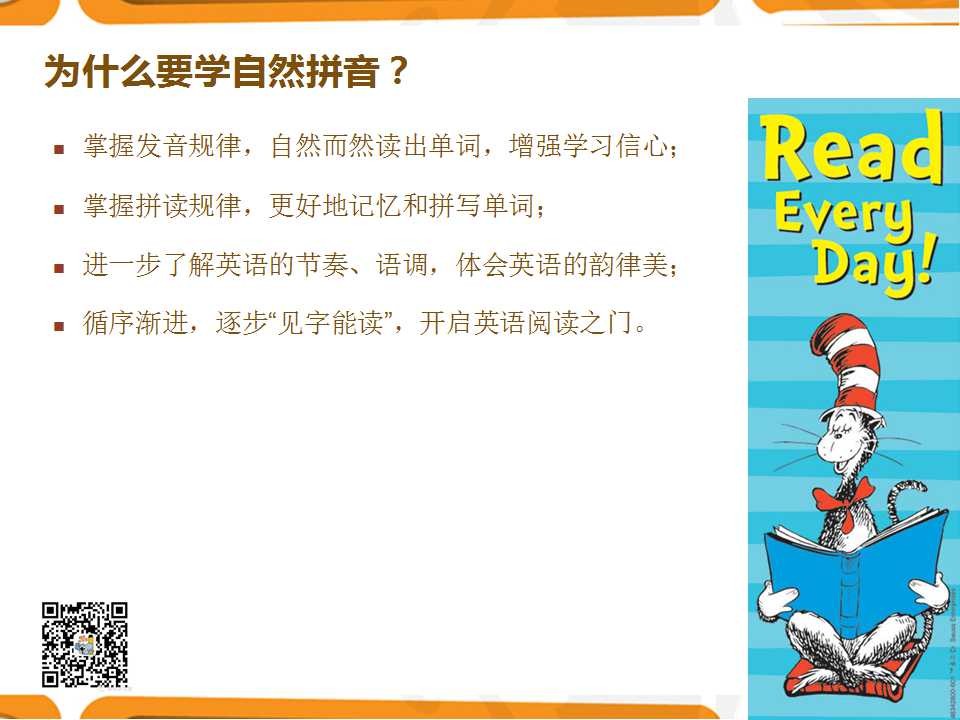 为什么要学自然拼音？
掌握发音规律，自然而然读出单词，增强学习信心；
掌握拼读规律，更好地记忆和拼写单词；
进一步了解英语的节奏、语调，体会英语的韵律美；
循序渐进，逐步“见字能读”，开启英语阅读之门。
Read
Every
Day!